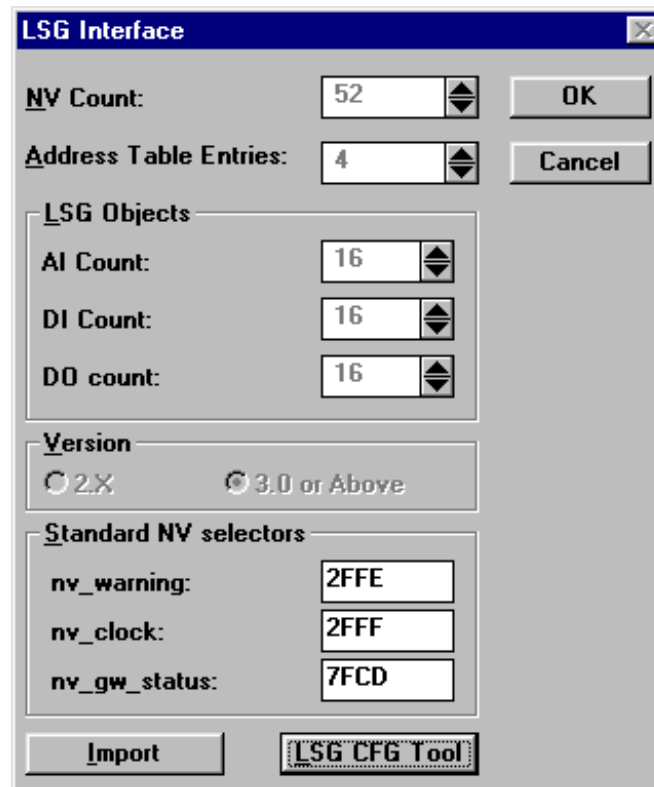 LSG Interface
NV Count: 52 OK
Address Table Entries: 4 Cancel
LSG Objects
AI Count: 16
DI Count: 16
DO count: 16
Version
2.X 3.0 or Above
Standard NV selectors
nv_warning: 2FFE
nv_clock: 2FFF
nv_gw_status: 7FCD
Import LSG CFG Tool